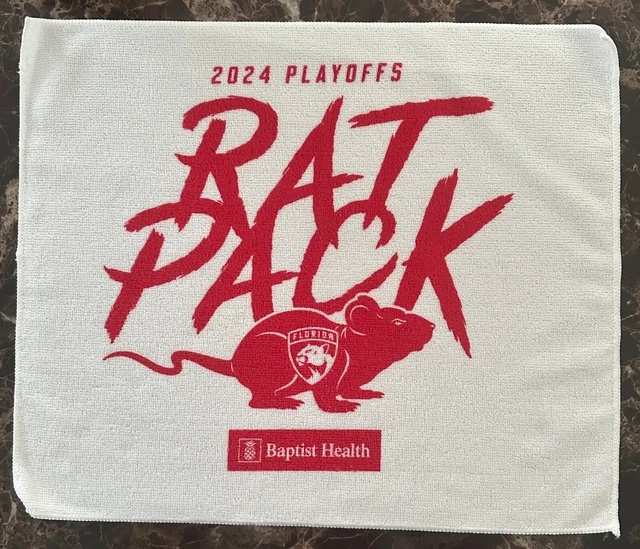 2024 PLAYOFFS
RAT
PACK
FLORIDA
Baptist Health